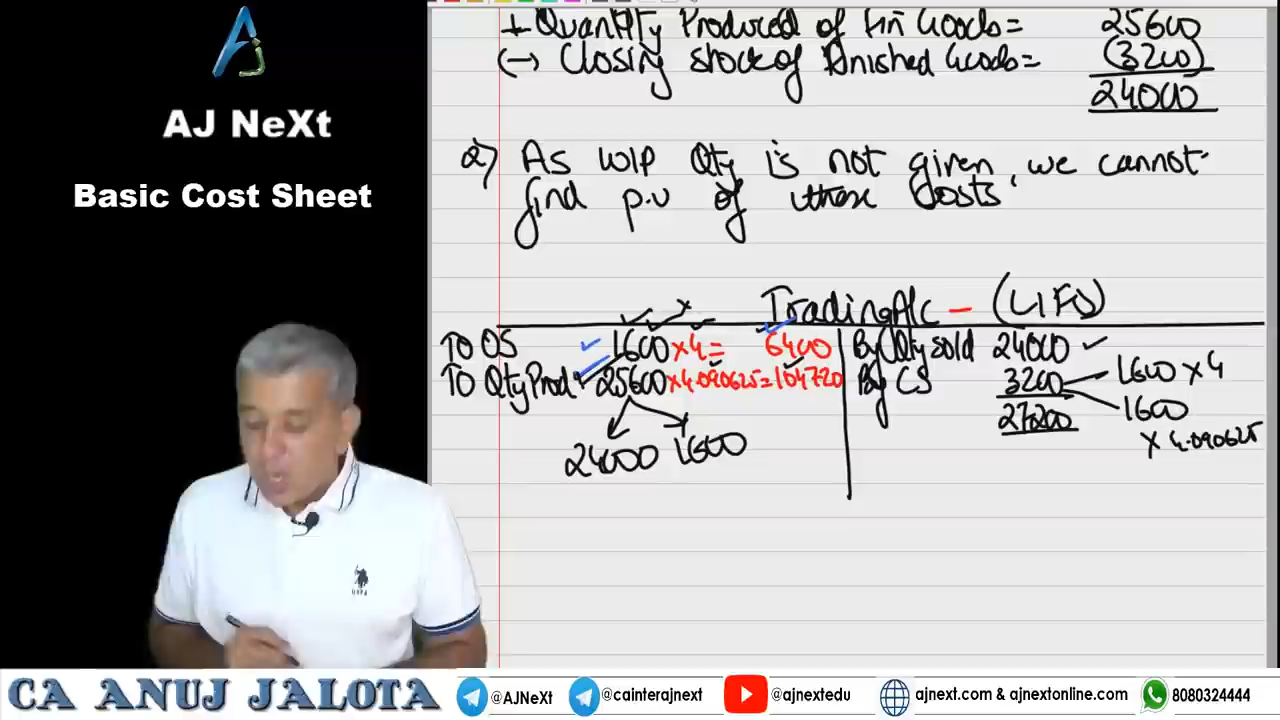 AJ NeXt
Basic Cost Sheet
+ Quantity Produced of Fin Goods = 25600
(-) Closing stock of Finished Goods = (3200)
24000
2) As WIP Qty is not given, we cannot
find p.u of these Costs.
Trading A/c - (LIFO)
To OS 1600 x 4 = 6400 By Qty sold 24000
To Qty Prod 25600 x 4.090625 = 104720 By CS 3200 1600 x 4
27200 1600
x 4.090625
24000 1600
CA ANUJ JALOTA @AJNeXt @cainterajnext @ajnextedu ajnext.com & ajnextonline.com 8080324444